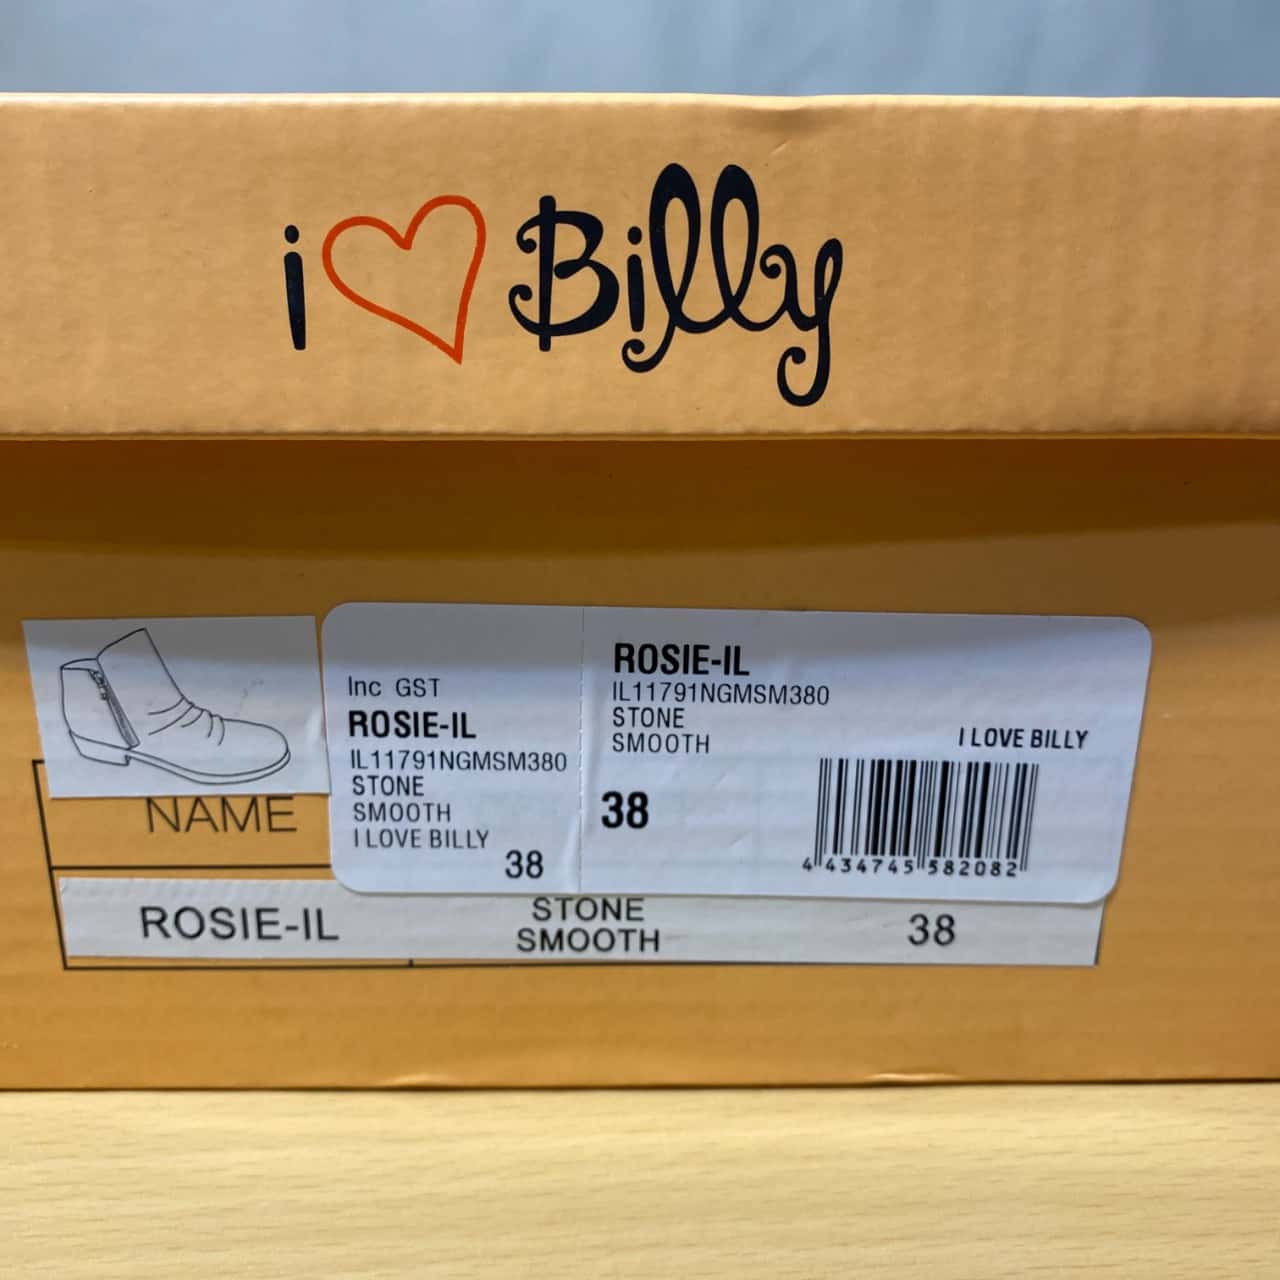 i Billy
Inc GST
ROSIE-IL
IL11791NGMSM380
STONE
SMOOTH
I LOVE BILLY
38
ROSIE-IL
IL11791NGMSM380
STONE
SMOOTH
I LOVE BILLY
38
4 434745 582082
NAME
ROSIE-IL
STONE
SMOOTH
38